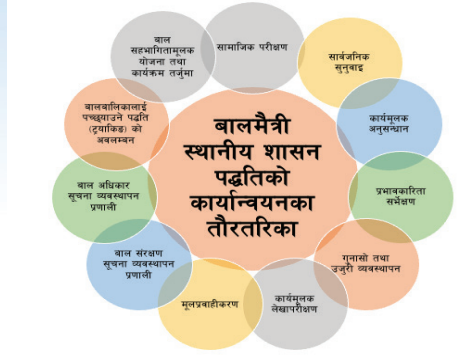 बालमैत्री
स्थानीय शासन
पद्धतिको
कार्यान्वयनका
तौरतरिका
सामाजिक परीक्षण
सार्वजनिक
सुनुवाइ
कार्यमूलक
अनुसन्धान
प्रभावकारिता
सर्भेक्षण
गुनासो तथा
उजुरी व्यवस्थापन
कार्यमूलक
लेखापरीक्षण
मूलप्रवाहीकरण
बाल संरक्षण
सूचना व्यवस्थापन
प्रणाली
बाल अधिकार
सूचना व्यवस्थापन
प्रणाली
बालबालिकालाई
पच्छ्याउने पद्धति
(ट्र्याकिङ) को
अवलम्बन
बाल
सहभागितामूलक
योजना तथा
कार्यक्रम तर्जुमा